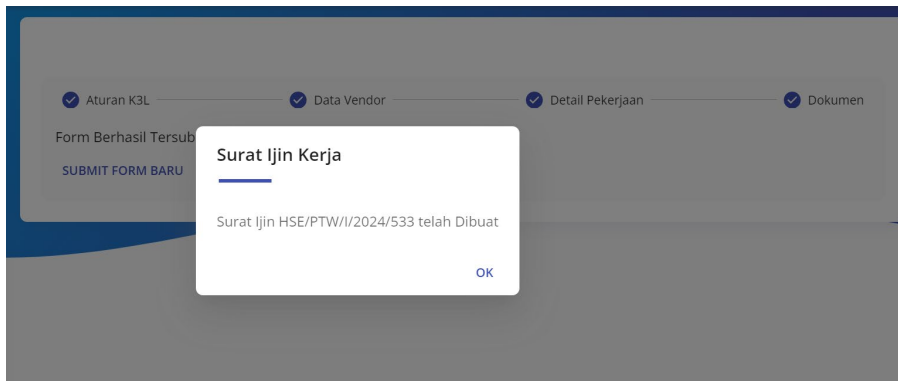 Aturan K3L
Data Vendor
Detail Pekerjaan
Dokumen
Form Berhasil Tersub
SUBMIT FORM BARU
Surat Ijin Kerja
Surat Ijin HSE/PTW/I/2024/533 telah Dibuat
OK